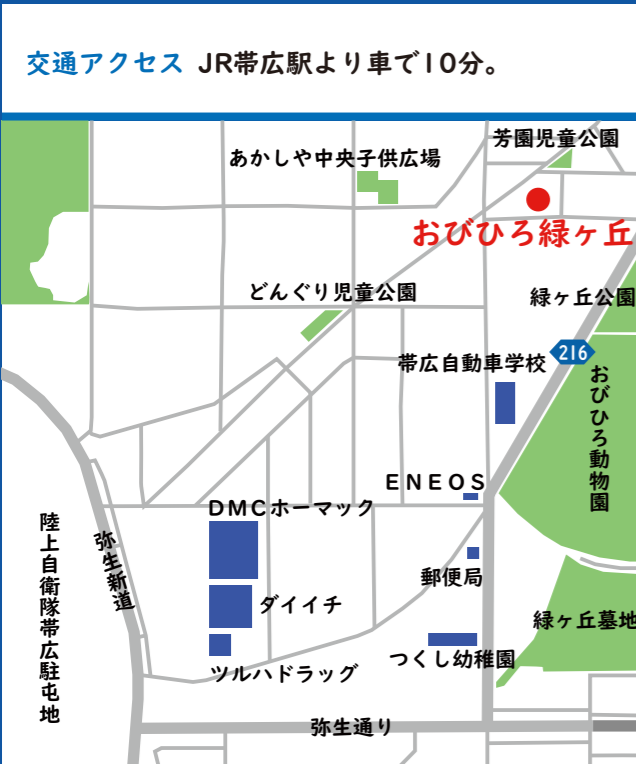 交通アクセス JR帯広駅より車で10分。
芳園児童公園
あかしや中央子供広場
おびひろ緑ヶ丘
どんぐり児童公園
緑ヶ丘公園
216
帯広自動車学校
おびひろ動物園
ENEOS
DMCホーマック
陸上自衛隊帯広駐屯地
弥生新道
郵便局
ダイイチ
緑ヶ丘墓地
つくし幼稚園
ツルハドラッグ
弥生通り